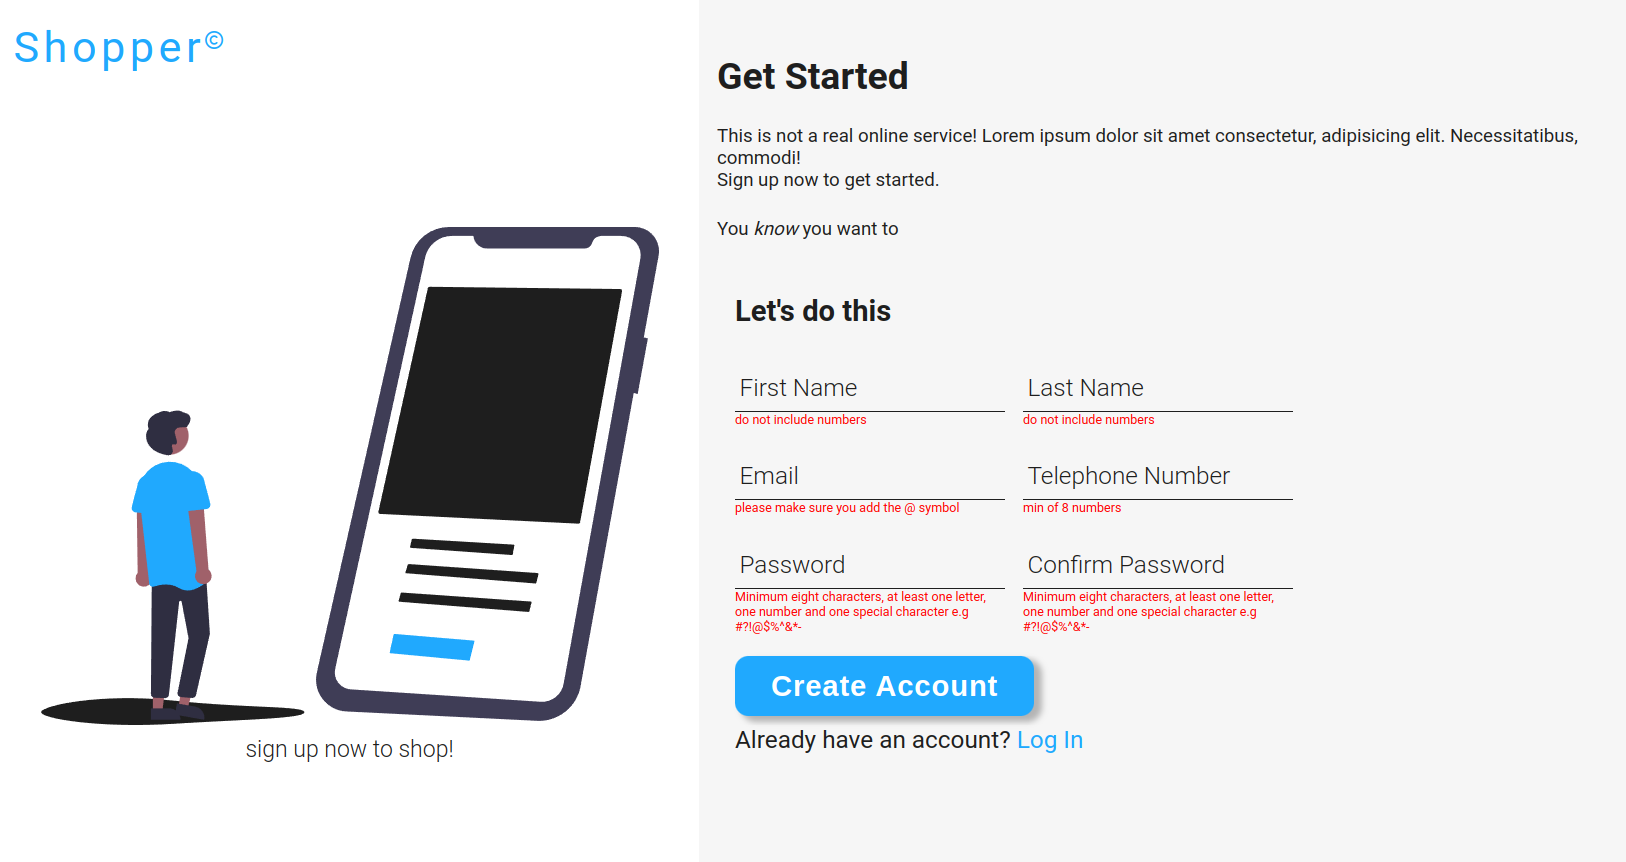 Shopper©
Get Started
This is not a real online service! Lorem ipsum dolor sit amet consectetur, adipisicing elit. Necessitatibus,
commodi!
Sign up now to get started.
You know you want to
Let's do this
First Name
Last Name
do not include numbers
do not include numbers
Email
Telephone Number
please make sure you add the @ symbol
min of 8 numbers
Password
Confirm Password
Minimum eight characters, at least one letter,
one number and one special character e.g
#?!@$%^&*-
Minimum eight characters, at least one letter,
one number and one special character e.g
#?!@$%^&*-
Create Account
Already have an account? Log In
sign up now to shop!